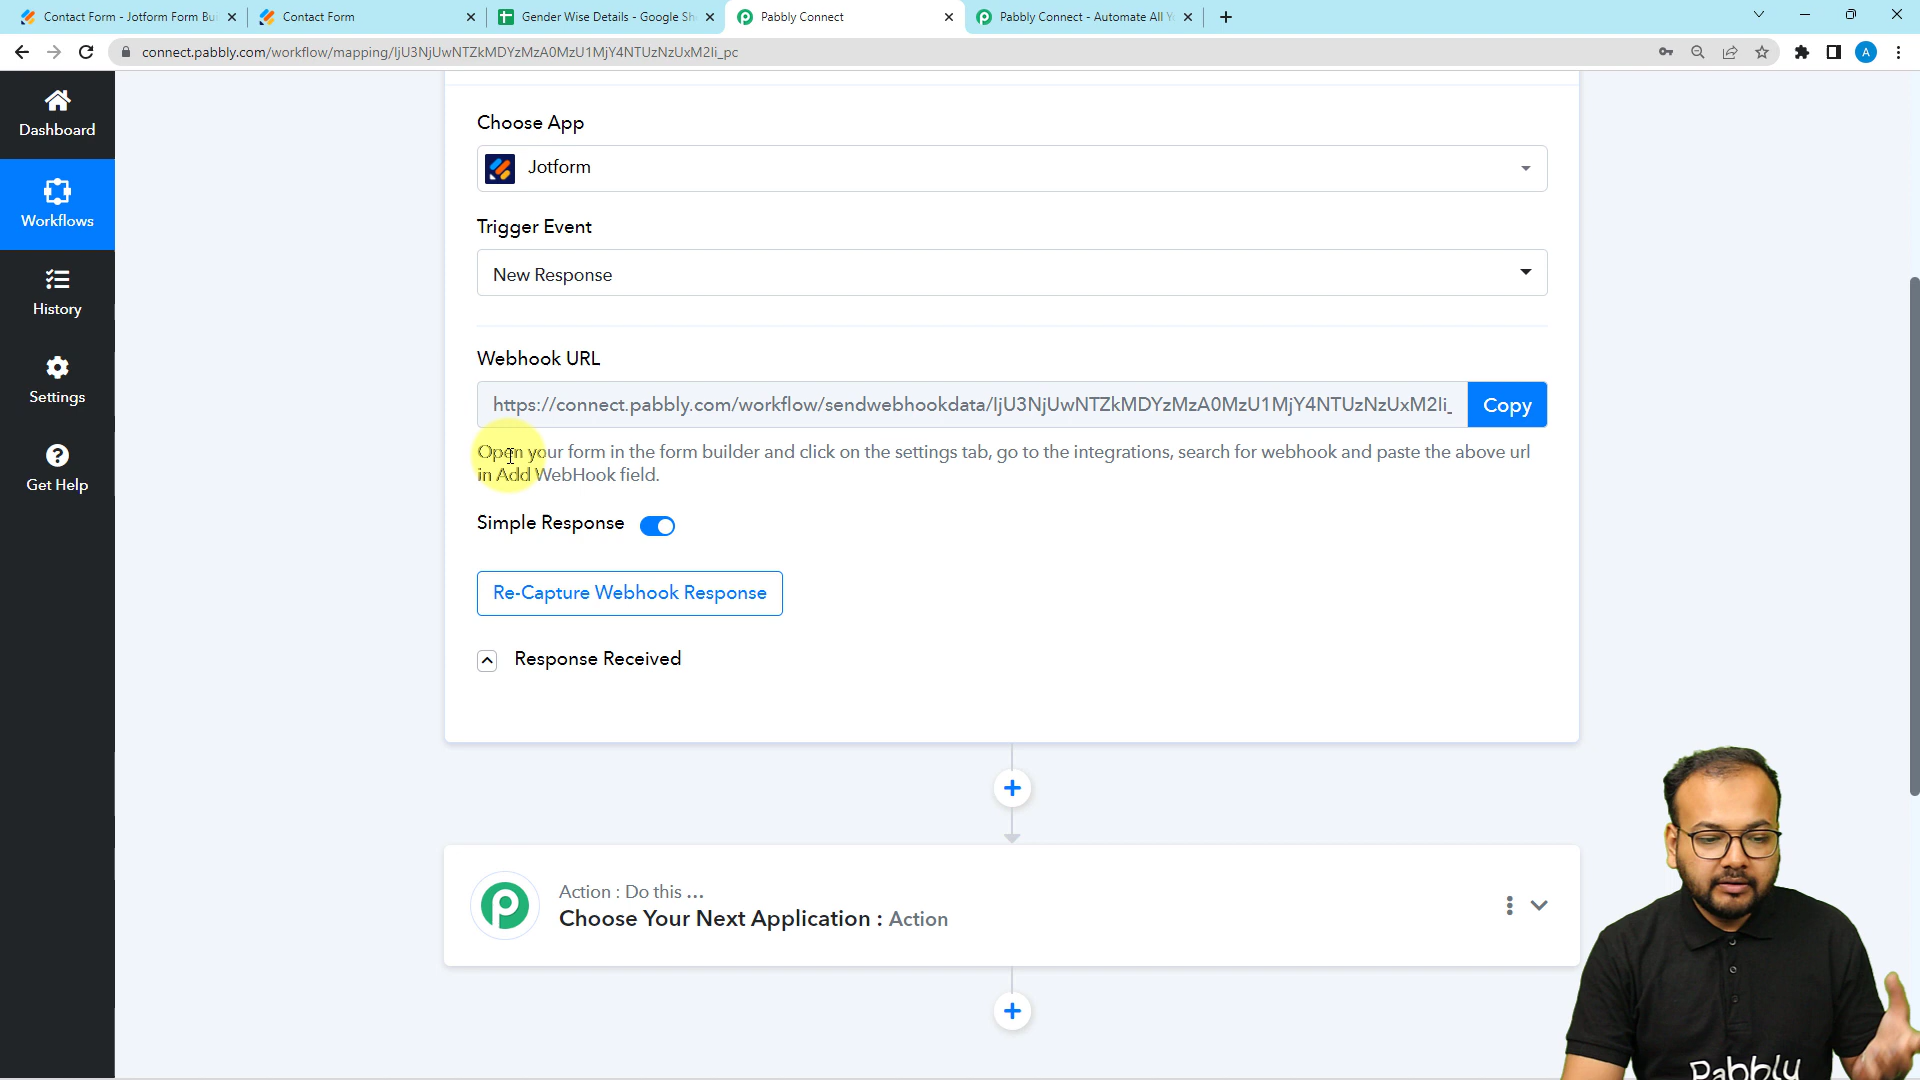 Contact Form - Jotform Form Bu
Contact Form
Gender Wise Details - Google Sh
Pabbly Connect
Pabbly Connect - Automate All Y
connect.pabbly.com/workflow/mapping/IjU3NjUwNTZkMDYzMzA0MzU1MjY4NTUzNzUxM2Ii_pc
A
Dashboard
Workflows
History
Settings
Get Help
Choose App
Jotform
Trigger Event
New Response
Webhook URL
https://connect.pabbly.com/workflow/sendwebhookdata/IjU3NjUwNTZkMDYzMzA0MzU1MjY4NTUzNzUxM2Ii_
Copy
Open your form in the form builder and click on the settings tab, go to the integrations, search for webhook and paste the above url
in Add WebHook field.
Simple Response
Re-Capture Webhook Response
Response Received
Action : Do this ...
Choose Your Next Application : Action
Pabbly